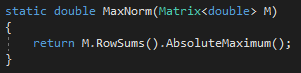 static double MaxNorm(Matrix<double> M)
{
    return M.RowSums().AbsoluteMaximum();
}